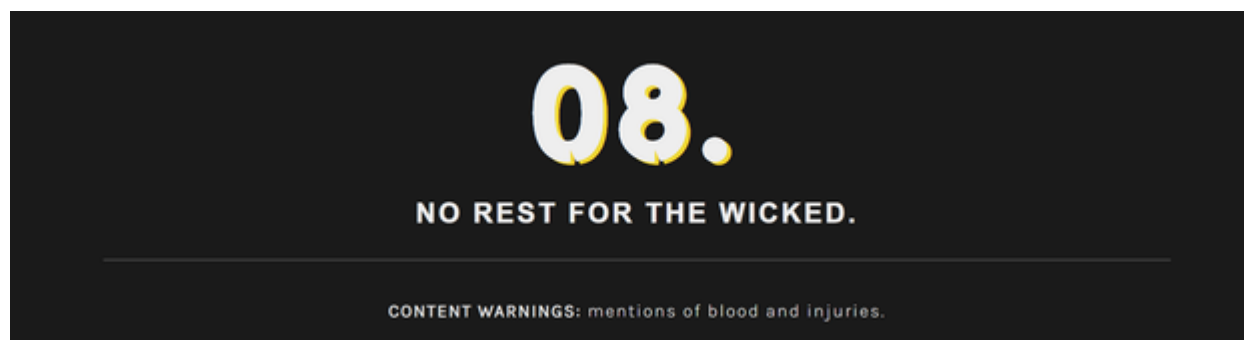 08.
NO REST FOR THE WICKED.
CONTENT WARNINGS: mentions of blood and injuries.